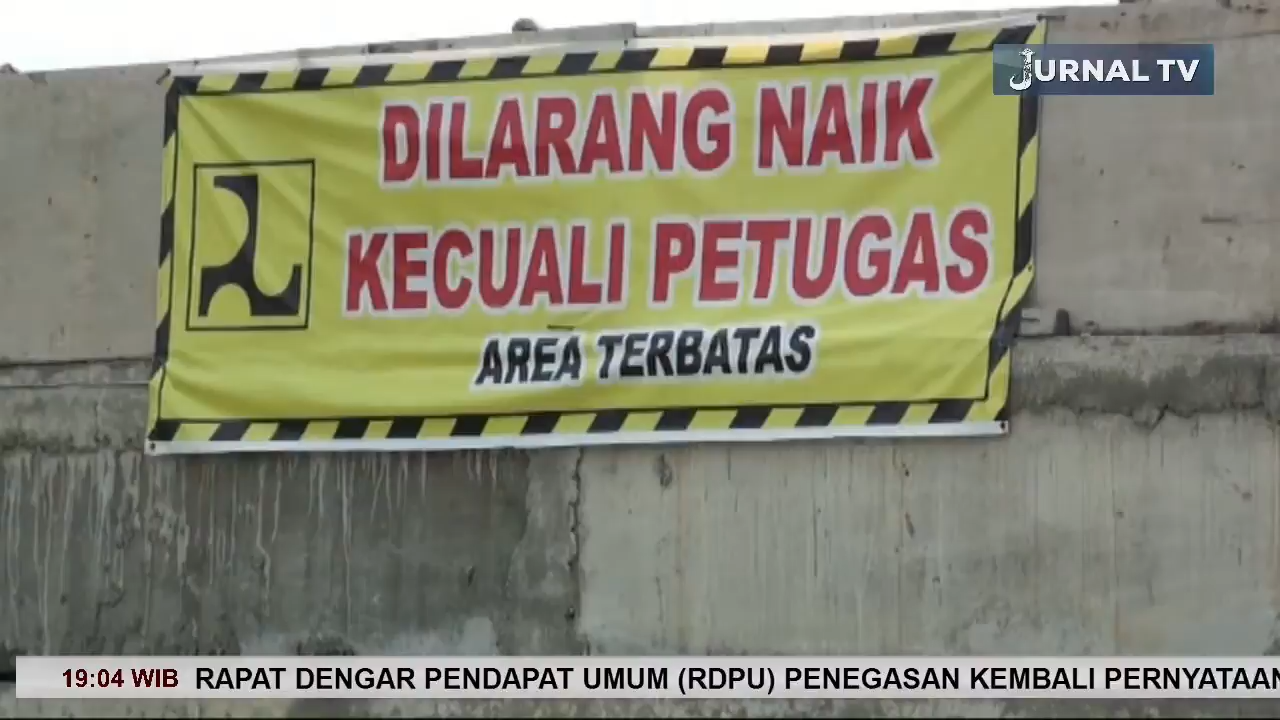 JURNAL TV
DILARANG NAIK
KECUALI PETUGAS
AREA TERBATAS
19:04 WIB RAPAT DENGAR PENDAPAT UMUM (RDPU) PENEGASAN KEMBALI PERNYATAAN